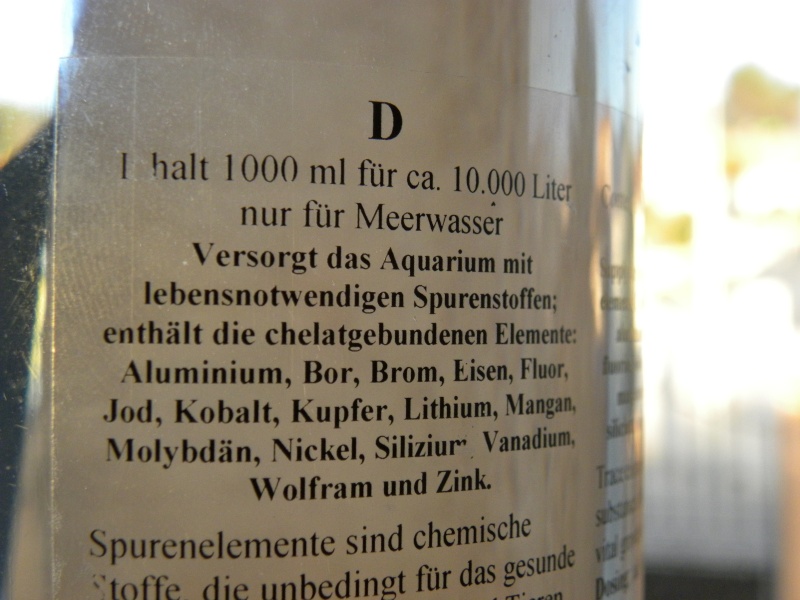 D
I halt 1000 ml für ca. 10.000 Liter
nur für Meerwasser
Versorgt das Aquarium mit
lebensnotwendigen Spurenstoffen;
enthält die chelatgebundenen Elemente:
Aluminium, Bor, Brom, Eisen, Fluor,
Jod, Kobalt, Kupfer, Lithium, Mangan,
Molybdän, Nickel, Silizium Vanadium,
Wolfram und Zink.
Spurenelemente sind chemische
toffe, die unbedingt für das gesunde